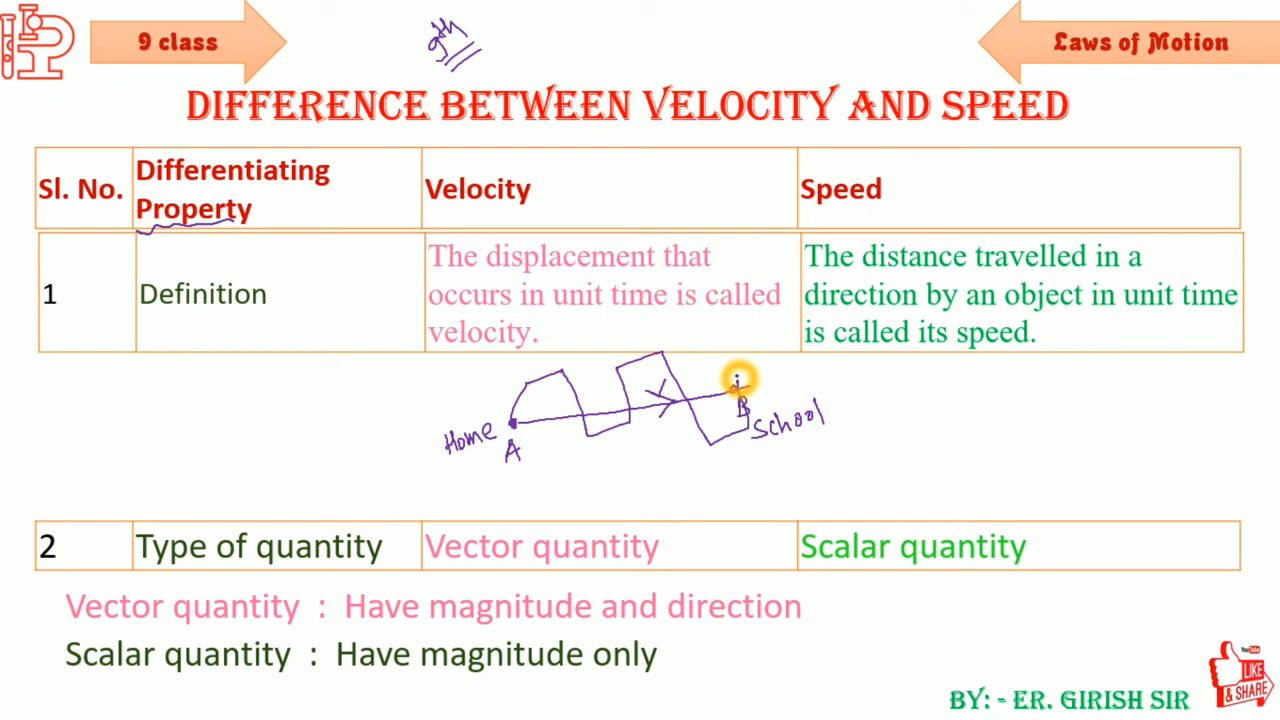 9 class
9th
Laws of Motion
DIFFERENCE BETWEEN VELOCITY AND SPEED
Sl. No.
Differentiating
Property
Velocity
Speed
1
Definition
The displacement that
occurs in unit time is called
velocity.
The distance travelled in a
direction by an object in unit time
is called its speed.
Home
A
B
School
2
Type of quantity
Vector quantity
Scalar quantity
Vector quantity : Have magnitude and direction
Scalar quantity : Have magnitude only
BY: - ER. GIRISH SIR
YouTube
LIKE
& SHARE